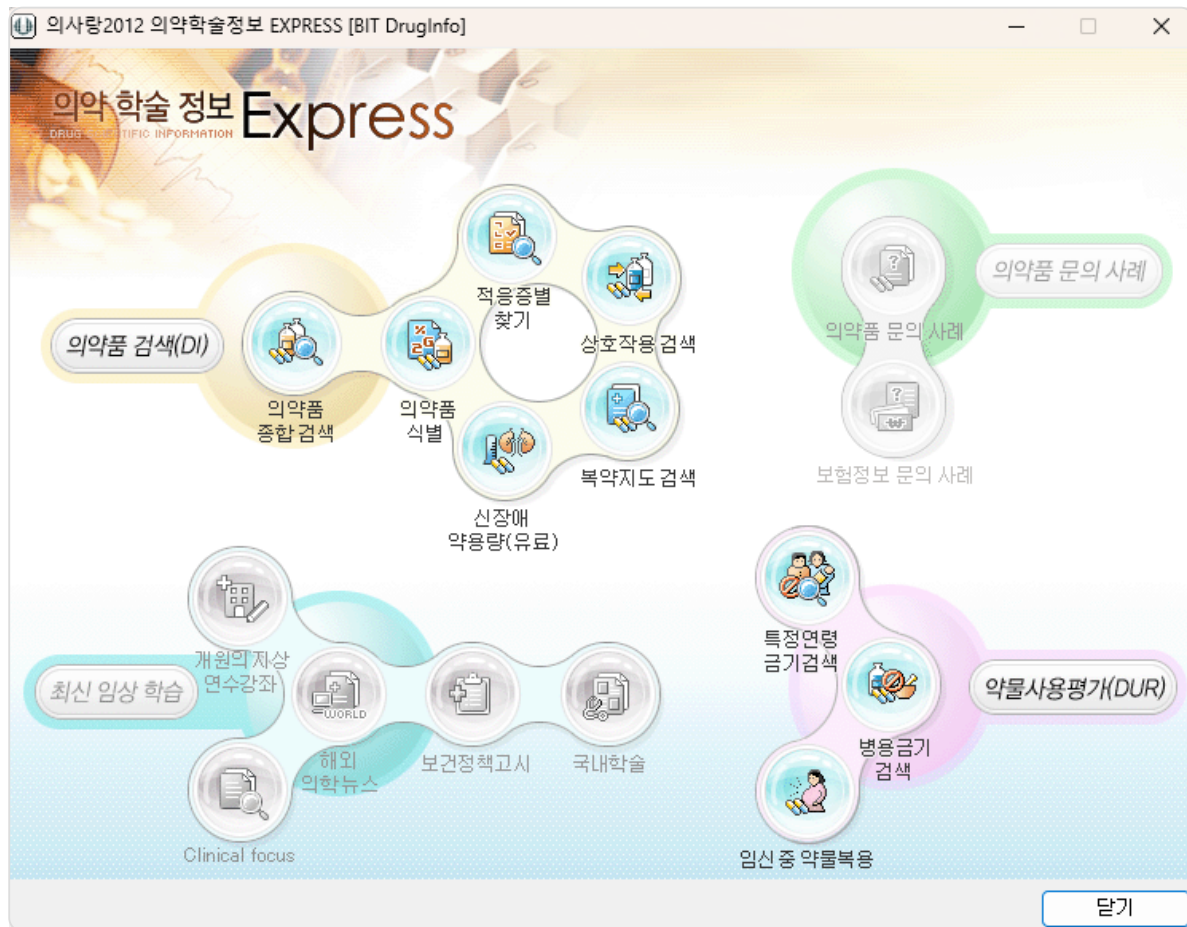 의사랑2012 의약학술정보 EXPRESS [BIT DrugInfo]
의약 학술 정보 Express
DRUG SCIENTIFIC INFORMATION
의약품 검색(DI)
의약품
종합 검색
의약품
식별
적응증별
찾기
상호작용 검색
복약지도 검색
신장애
약용량(유료)
의약품 문의 사례
의약품 문의 사례
보험정보 문의 사례
최신 임상 학습
개원의 자상
연수강좌
WORLD
해외
의학뉴스
보건정책고시
국내학술
Clinical focus
특정연령
금기검색
병용금기
검색
임신 중 약물복용
약물사용평가(DUR)
닫기